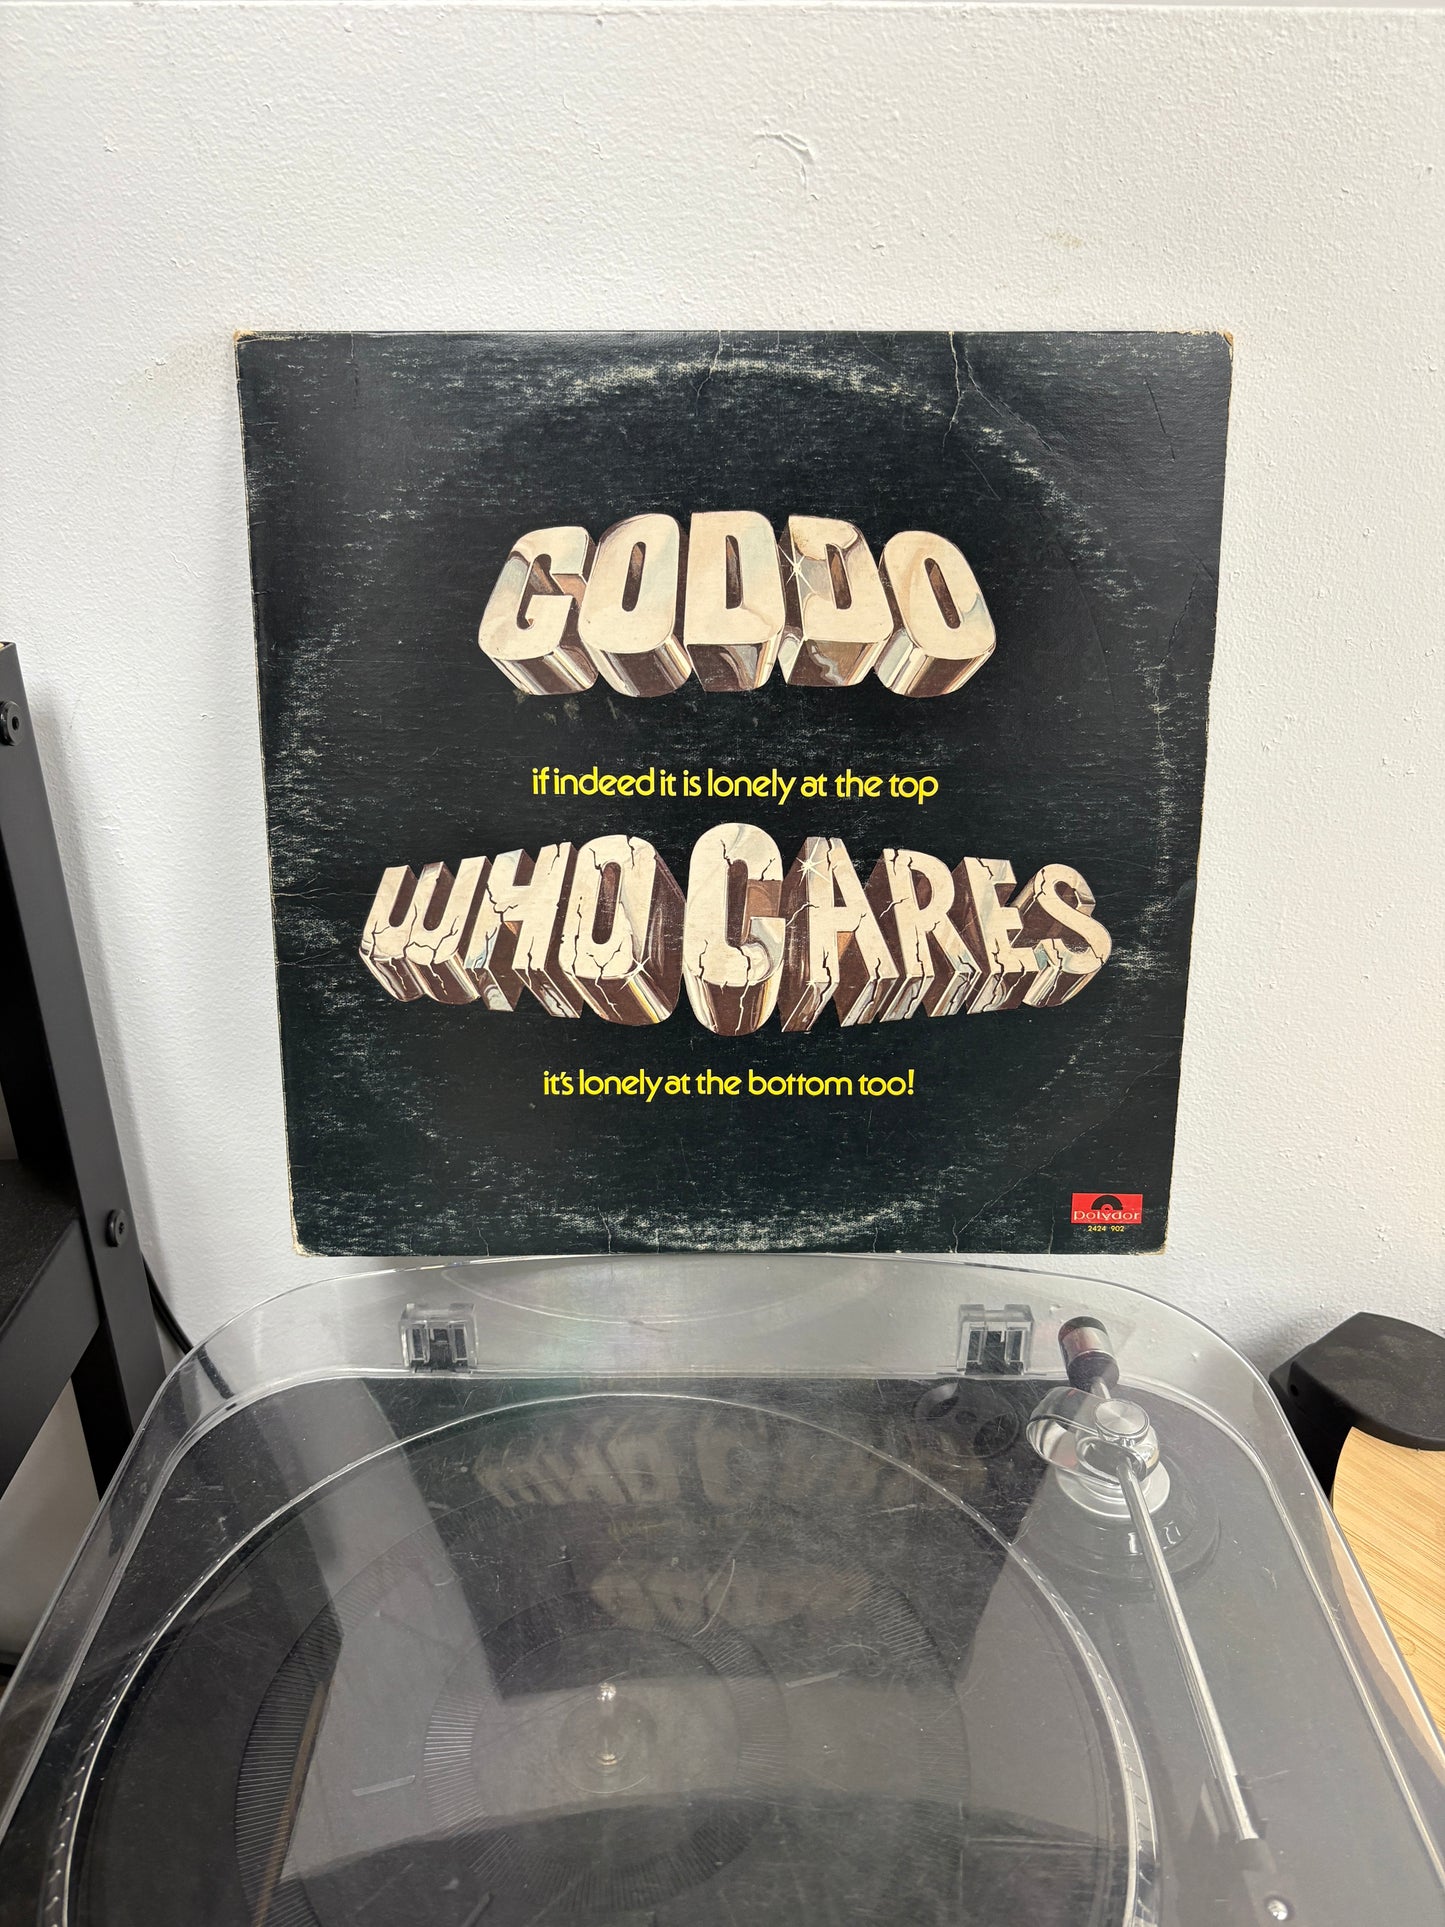 GODDO
if indeed it is lonely at the top
WHO CARES
it's lonely at the bottom too!
polydor
2424 902